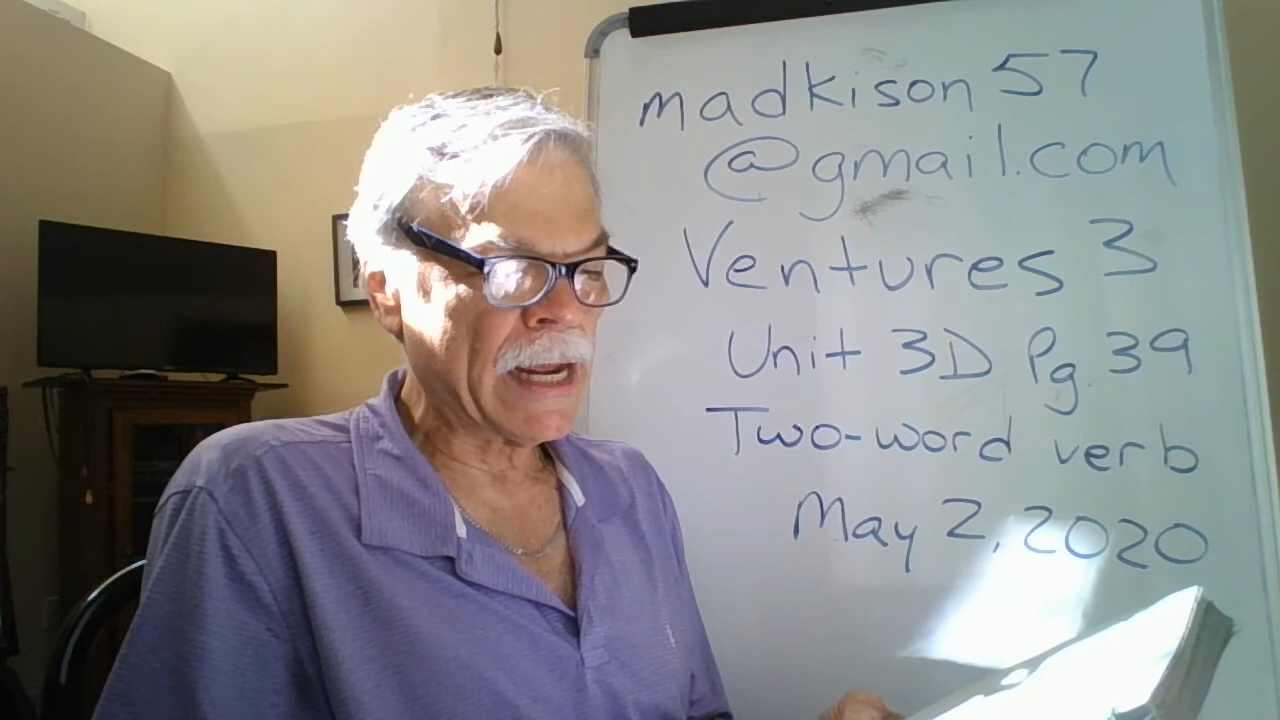 madkison57
@gmail.com
Ventures 3
Unit 3D Pg. 39
Two-word verb
May 2, 2020